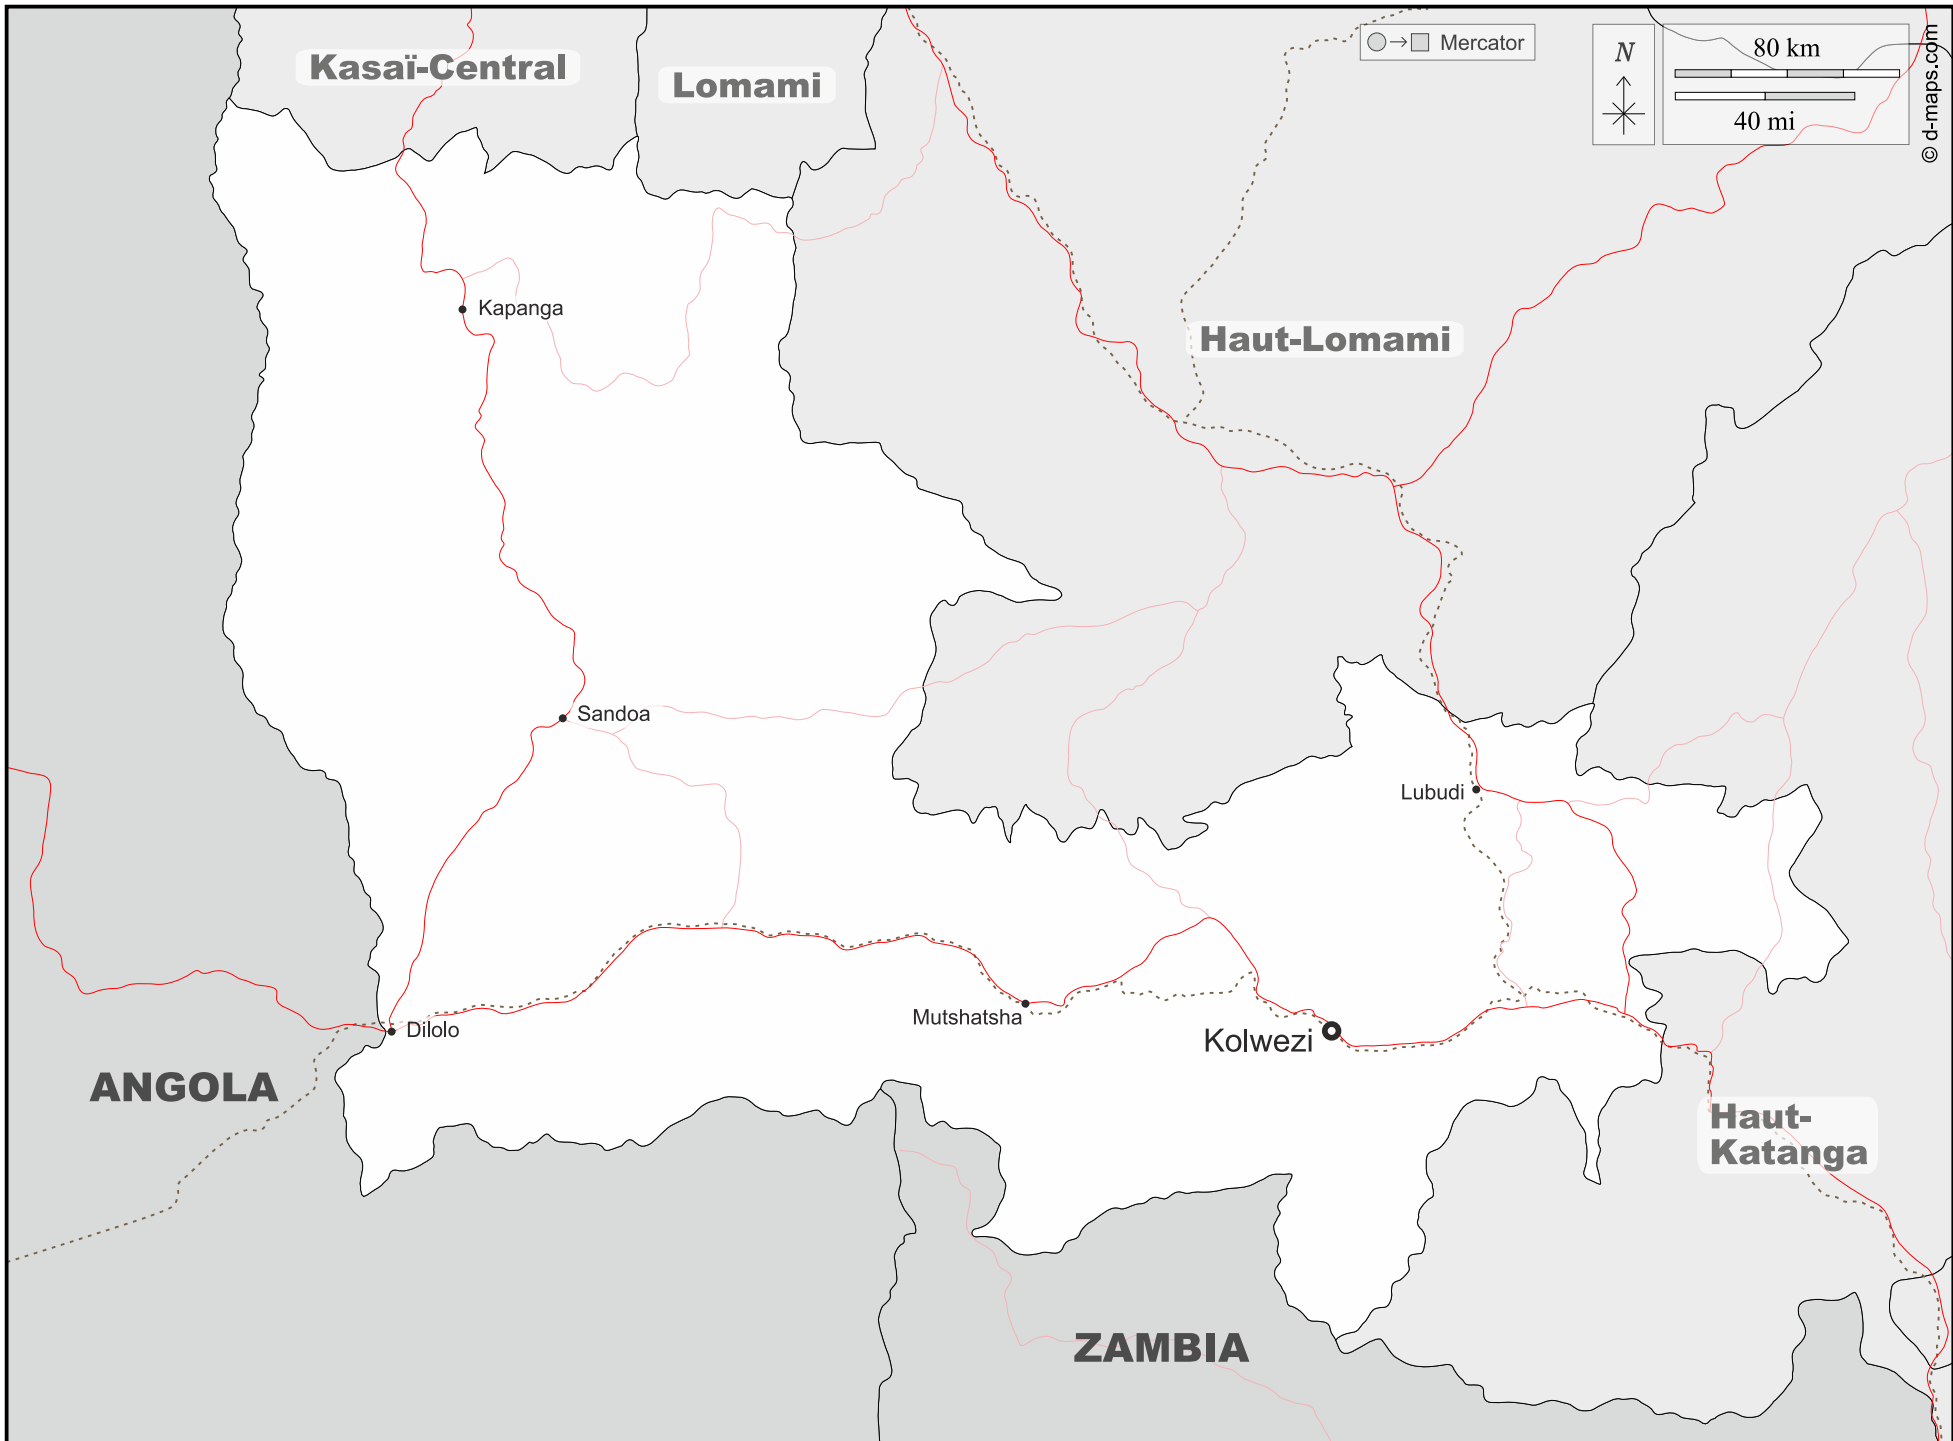 Kasaï-Central
Lomami
Mercator
N
80 km
40 mi
© d-maps.com
Kapanga
Haut-Lomami
Sandoa
Lubudi
Mutshatsha
Dilolo
Kolwezi
ANGOLA
Haut-
Katanga
ZAMBIA